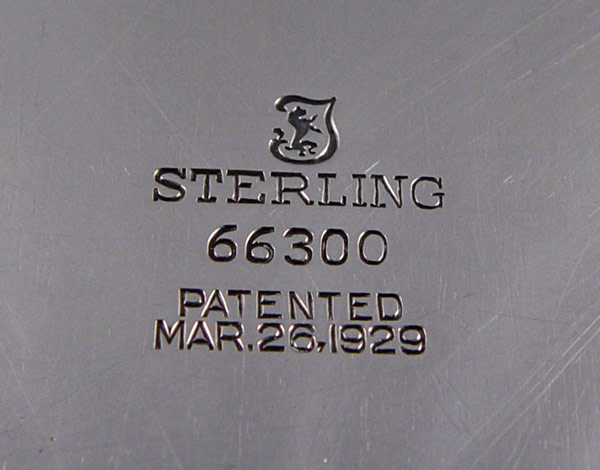 STERLING
66300
PATENTED
MAR.26,1929